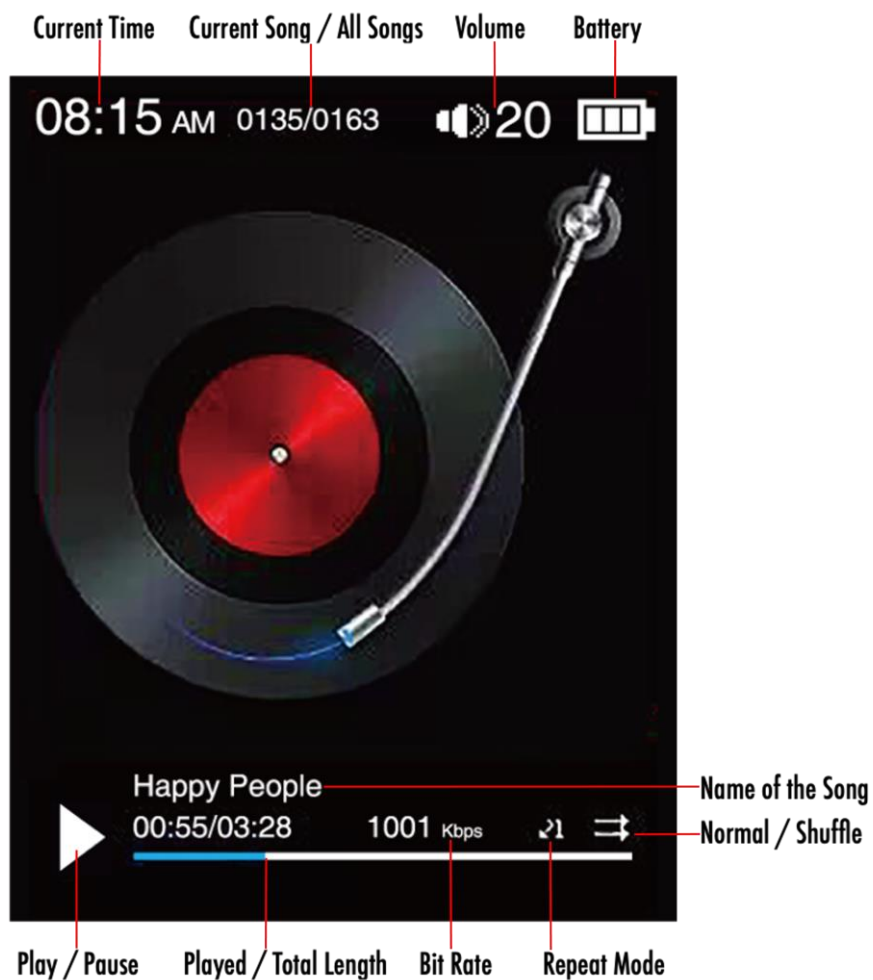 Current Time Current Song / All Songs Volume Battery
08:15 AM 0135/0163 20
Happy People
Name of the Song
00:55/03:28 1001 Kbps 1
Normal / Shuffle
Play / Pause Played / Total Length Bit Rate Repeat Mode